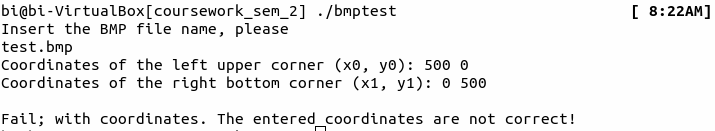 bi@bi-VirtualBox[coursework_sem_2] ./bmptest [ 8:22AM]
Insert the BMP file name, please
test.bmp
Coordinates of the left upper corner (x0, y0): 500 0
Coordinates of the right bottom corner (x1, y1): 0 500
Fail; with coordinates. The entered coordinates are not correct!